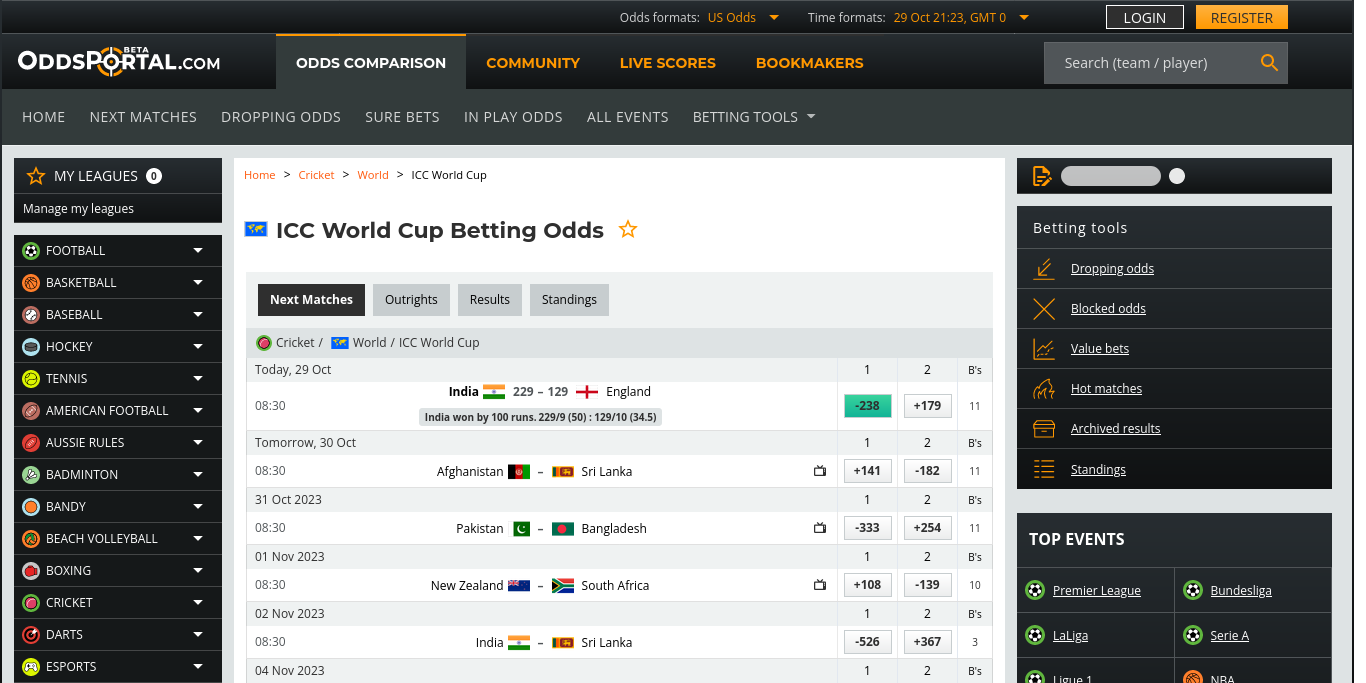 Odds formats: US Odds Time formats: 29 Oct 21:23, GMT 0 LOGIN REGISTER
ODDSPORTAL.COM BETA ODDS COMPARISON COMMUNITY LIVE SCORES BOOKMAKERS Search (team / player)
HOME NEXT MATCHES DROPPING ODDS SURE BETS IN PLAY ODDS ALL EVENTS BETTING TOOLS
MY LEAGUES 0
Manage my leagues
FOOTBALL
BASKETBALL
BASEBALL
HOCKEY
TENNIS
AMERICAN FOOTBALL
AUSSIE RULES
BADMINTON
BANDY
BEACH VOLLEYBALL
BOXING
CRICKET
DARTS
ESPORTS
Home > Cricket > World > ICC World Cup
ICC World Cup Betting Odds
Next Matches Outrights Results Standings
Cricket / World / ICC World Cup
Today, 29 Oct 1 2 B's
08:30 India 229 – 129 England -238 +179 11
India won by 100 runs. 229/9 (50) : 129/10 (34.5)
Tomorrow, 30 Oct 1 2 B's
08:30 Afghanistan – Sri Lanka +141 -182 11
31 Oct 2023 1 2 B's
08:30 Pakistan – Bangladesh -333 +254 11
01 Nov 2023 1 2 B's
08:30 New Zealand – South Africa +108 -139 10
02 Nov 2023 1 2 B's
08:30 India – Sri Lanka -526 +367 3
04 Nov 2023 1 2 B's
Betting tools
Dropping odds
Blocked odds
Value bets
Hot matches
Archived results
Standings
TOP EVENTS
Premier League Bundesliga
LaLiga Serie A
Ligue 1 NBA